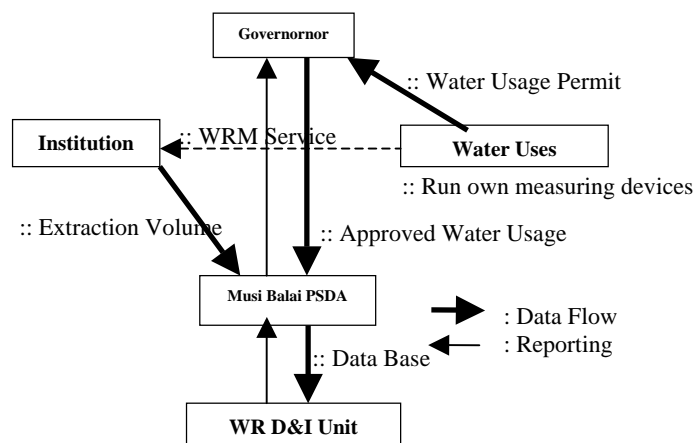 Governornor
:: Water Usage Permit
Institution
:: WRM Service
Water Uses
:: Run own measuring devices
:: Extraction Volume
:: Approved Water Usage
Musi Balai PSDA
: Data Flow
: Reporting
:: Data Base
WR D&I Unit